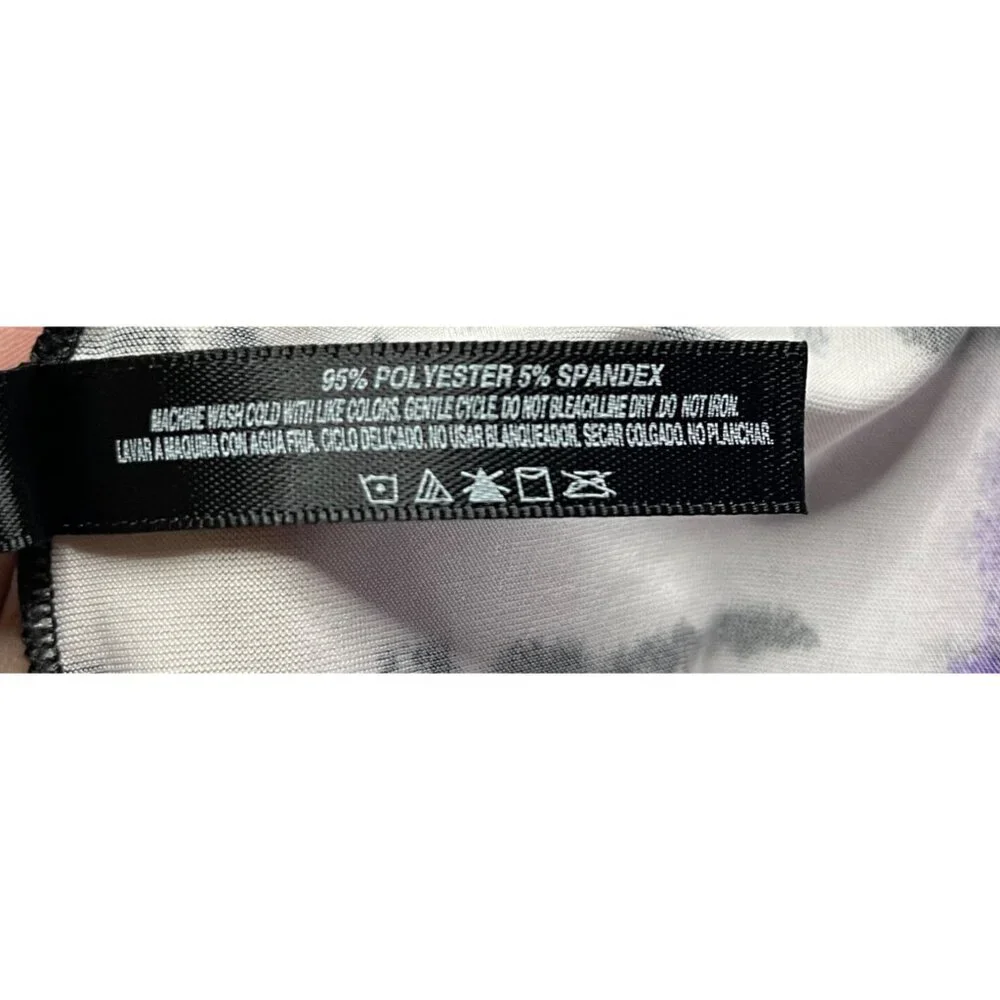 95% POLYESTER 5% SPANDEX
MACHINE WASH COLD WITH LIKE COLORS. GENTLE CYCLE. DO NOT BLEACH.LINE DRY .DO NOT IRON.
LAVAR A MAQUINA CON AGUA FRIA. CICLO DELICADO. NO USAR BLANQUEADOR. SECAR COLGADO. NO PLANCHAR.